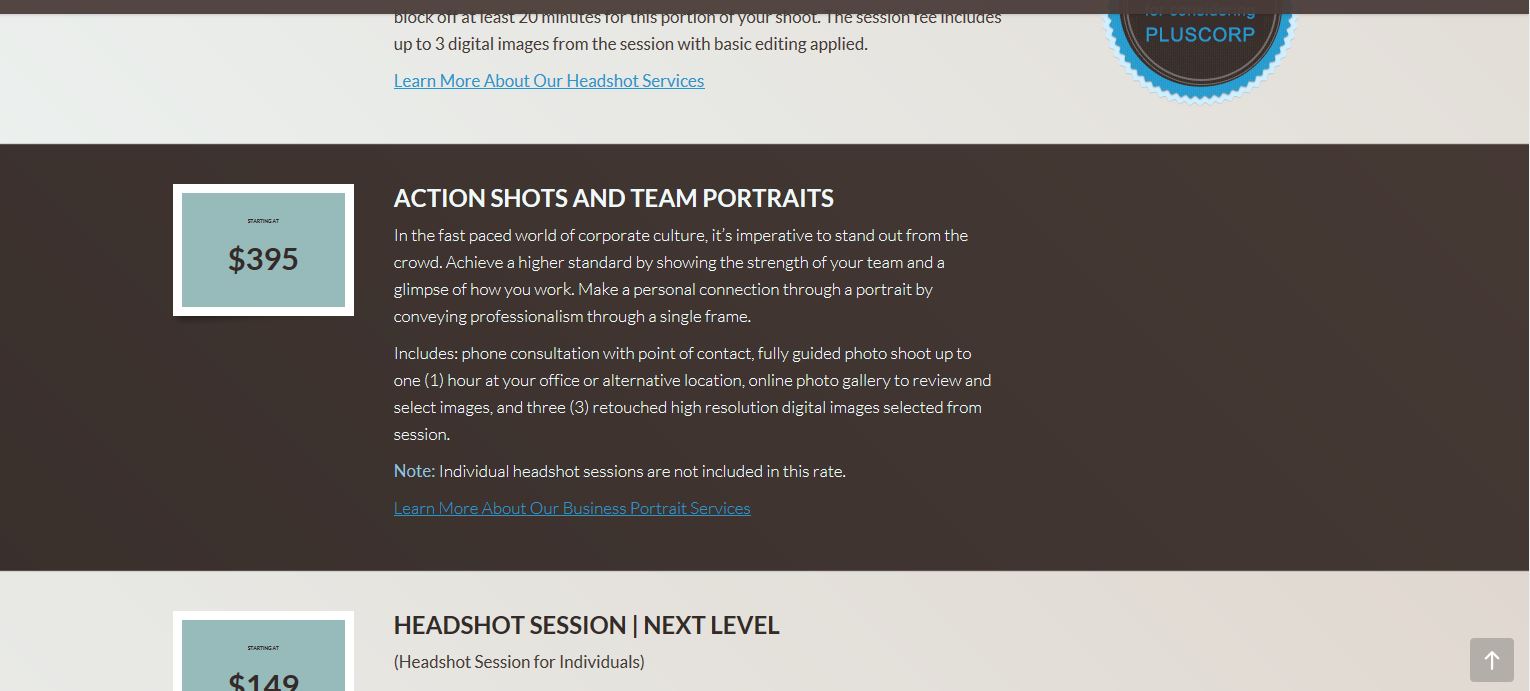 block off at least 20 minutes for this portion of your shoot. The session fee includes
up to 3 digital images from the session with basic editing applied.
Learn More About Our Headshot Services
for considering
PLUSCORP
STARTING AT
$395
ACTION SHOTS AND TEAM PORTRAITS
In the fast paced world of corporate culture, it’s imperative to stand out from the
crowd. Achieve a higher standard by showing the strength of your team and a
glimpse of how you work. Make a personal connection through a portrait by
conveying professionalism through a single frame.
Includes: phone consultation with point of contact, fully guided photo shoot up to
one (1) hour at your office or alternative location, online photo gallery to review and
select images, and three (3) retouched high resolution digital images selected from
session.
Note: Individual headshot sessions are not included in this rate.
Learn More About Our Business Portrait Services
STARTING AT
$149
HEADSHOT SESSION | NEXT LEVEL
(Headshot Session for Individuals)